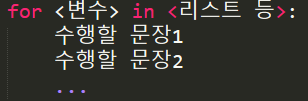 for <변수> in <리스트 등>:
    수행할 문장1
    수행할 문장2
    ...